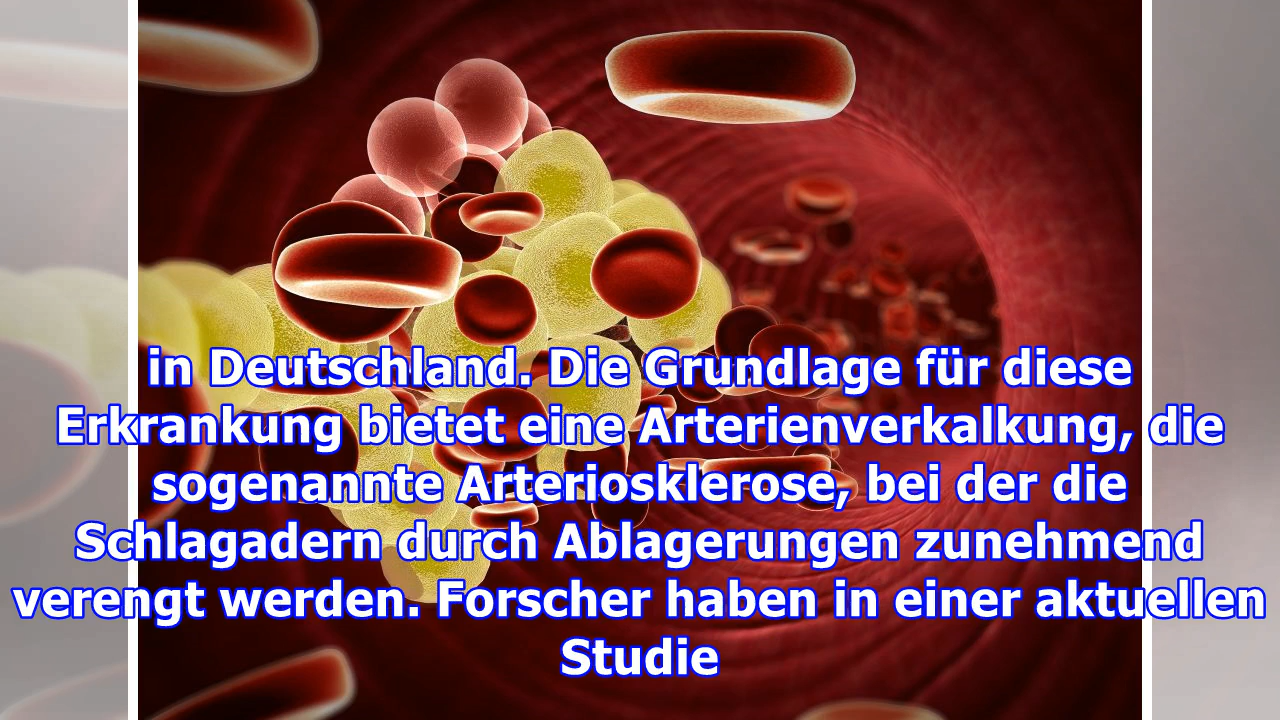 in Deutschland. Die Grundlage für diese
Erkrankung bietet eine Arterienverkalkung, die
sogenannte Arteriosklerose, bei der die
Schlagadern durch Ablagerungen zunehmend
verengt werden. Forscher haben in einer aktuellen
Studie